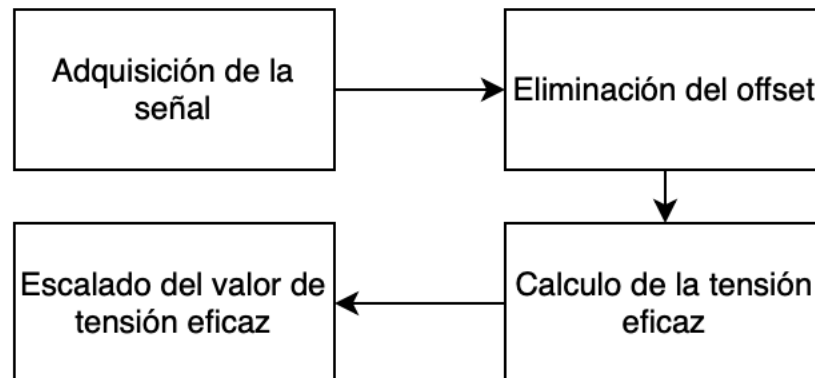 Adquisición de la
señal
Eliminación del offset
Calculo de la tensión
eficaz
Escalado del valor de
tensión eficaz